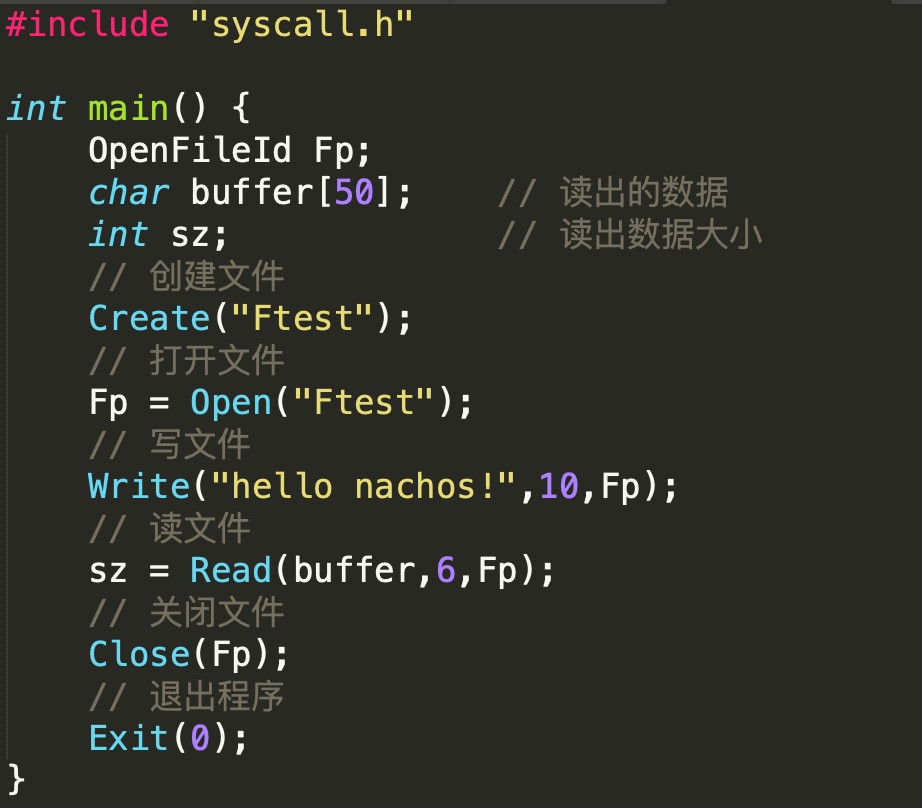 #include "syscall.h"
int main() {
    OpenFileId Fp;
    char buffer[50];    // 读出的数据
    int sz;             // 读出数据大小
    // 创建文件
    Create("Ftest");
    // 打开文件
    Fp = Open("Ftest");
    // 写文件
    Write("hello nachos!",10,Fp);
    // 读文件
    sz = Read(buffer,6,Fp);
    // 关闭文件
    Close(Fp);
    // 退出程序
    Exit(0);
}